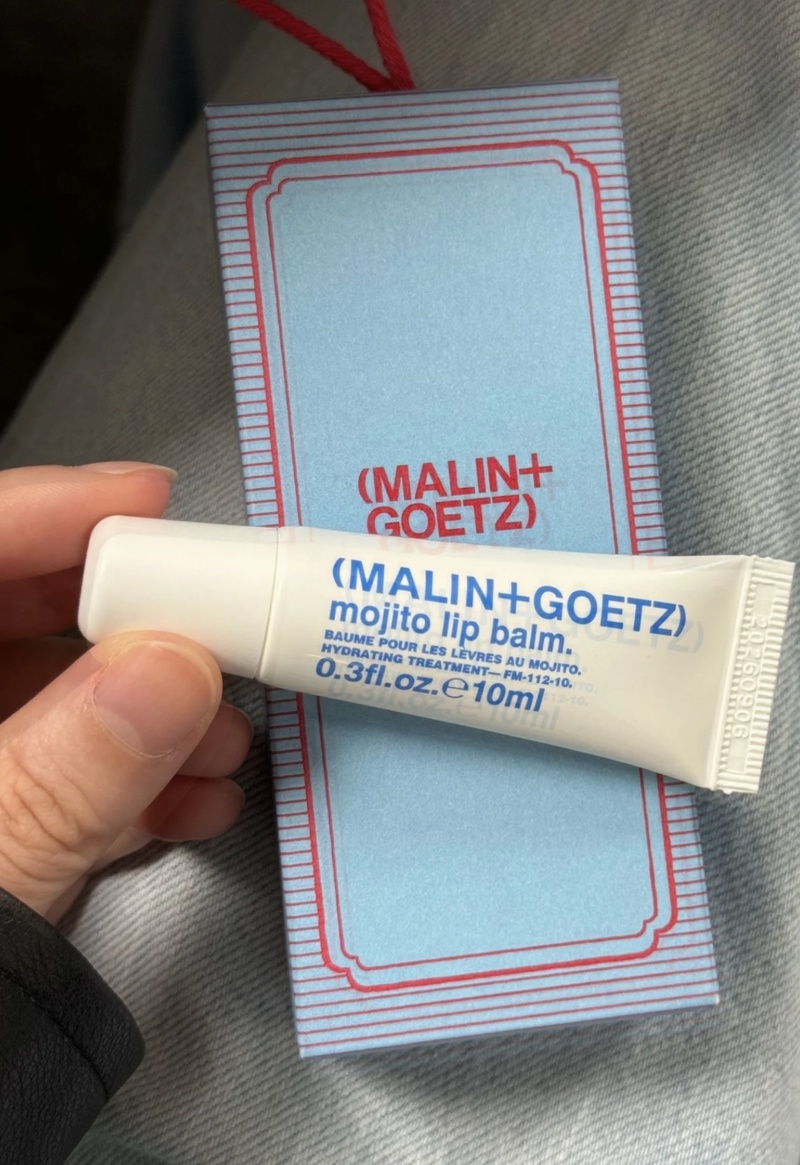 (MALIN+
GOETZ)
(MALIN+GOETZ)
mojito lip balm.
BAUME POUR LES LÈVRES AU MOJITO.
HYDRATING TREATMENT—FM-112-10.
0.3fl.oz.℮10ml